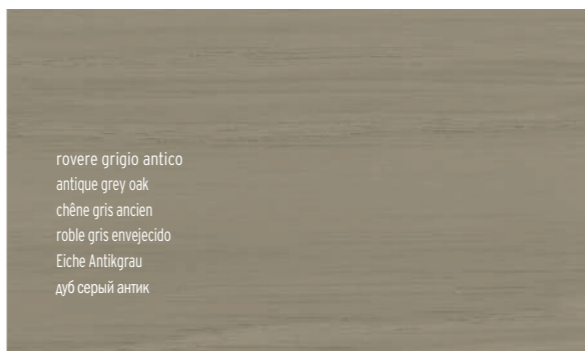 rovere grigio antico
antique grey oak
chêne gris ancien
roble gris envejecido
Eiche Antikgrau
дуб серый антик